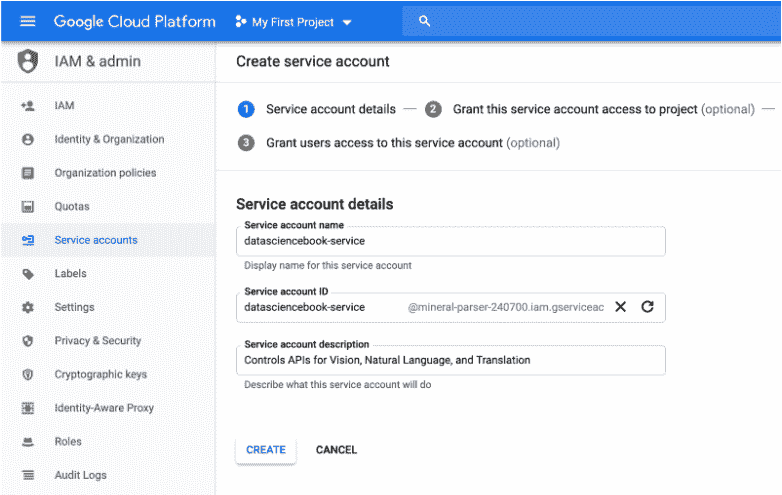 Google Cloud Platform
My First Project
IAM & admin
Create service account
1 Service account details — 2 Grant this service account access to project (optional) —
3 Grant users access to this service account (optional)
IAM
Identity & Organization
Organization policies
Quotas
Service accounts
Labels
Settings
Privacy & Security
Cryptographic keys
Identity-Aware Proxy
Roles
Audit Logs
Service account details
Service account name
datasciencebook-service
Display name for this service account
Service account ID
datasciencebook-service @mineral-parser-240700.iam.gserviceac
Service account description
Controls APIs for Vision, Natural Language, and Translation
Describe what this service account will do
CREATE CANCEL